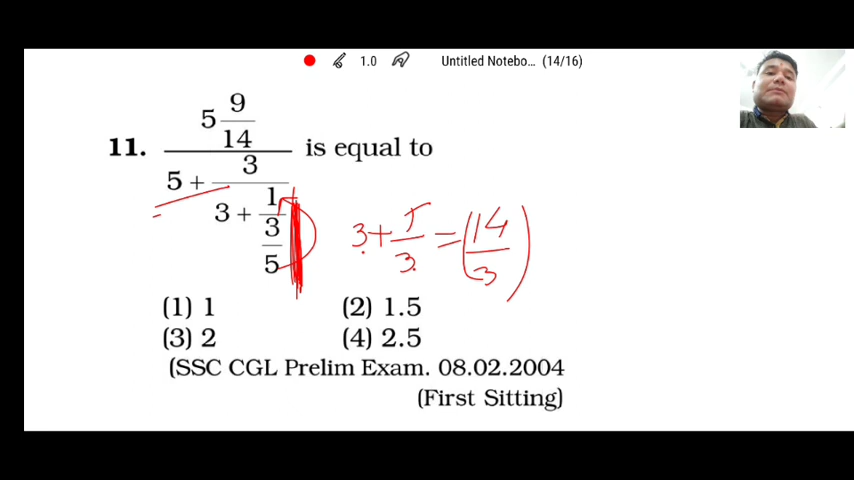 1.0 Untitled Notebo... (14/16)
11. 5 9/14 / (5 + 3/(3 + 1/(3/5))) is equal to
3 + 5/3 = (14/3)
(1) 1 (2) 1.5
(3) 2 (4) 2.5
(SSC CGL Prelim Exam. 08.02.2004
(First Sitting)